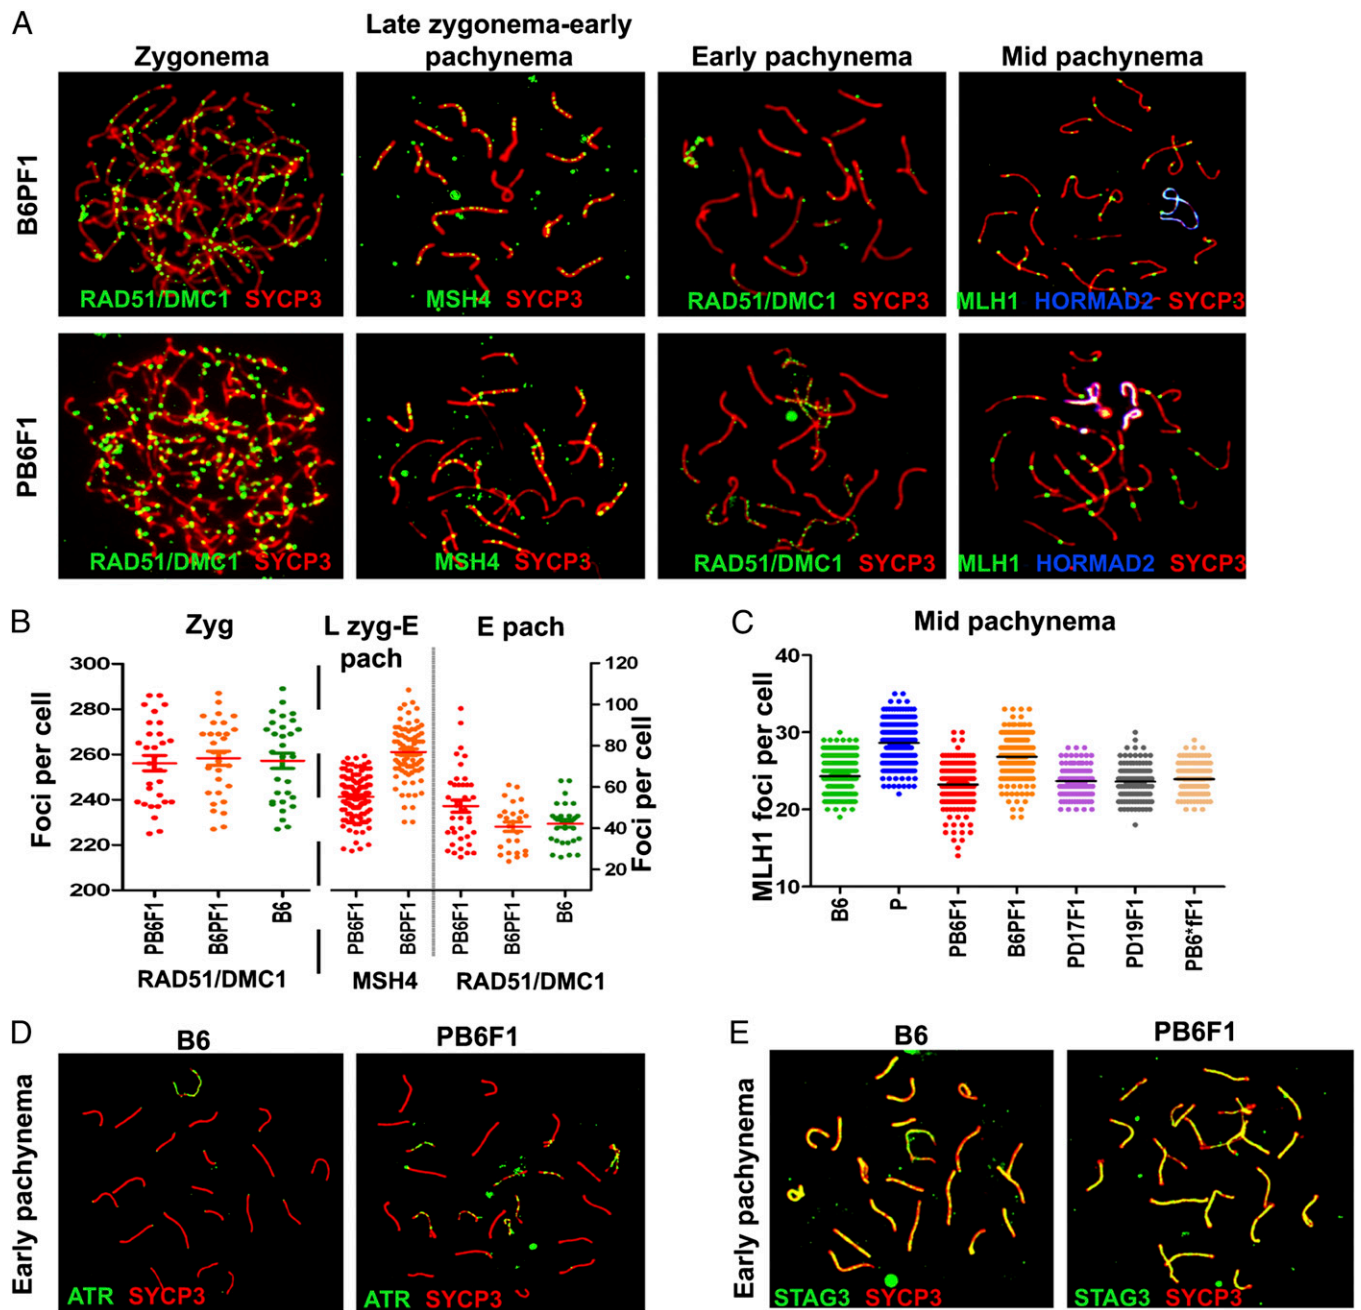 A
Zygonema
Late zygonema-early
pachynema
Early pachynema
Mid pachynema
B6PF1
RAD51/DMC1 SYCP3
MSH4 SYCP3
RAD51/DMC1 SYCP3
MLH1 HORMAD2 SYCP3
PB6F1
RAD51/DMC1 SYCP3
MSH4 SYCP3
RAD51/DMC1 SYCP3
MLH1 HORMAD2 SYCP3
B
Zyg
L zyg-E
pach
E pach
Foci per cell
300
280
260
240
220
200
120
100
80
60
40
20
Foci per cell
PB6F1
B6PF1
B6
PB6F1
B6PF1
PB6F1
B6PF1
B6
RAD51/DMC1
MSH4
RAD51/DMC1
C
Mid pachynema
MLH1 foci per cell
40
30
20
10
B6
P
PB6F1
B6PF1
PD17F1
PD19F1
PB6*fF1
D
B6
PB6F1
Early pachynema
ATR SYCP3
ATR SYCP3
E
B6
PB6F1
Early pachynema
STAG3 SYCP3
STAG3 SYCP3